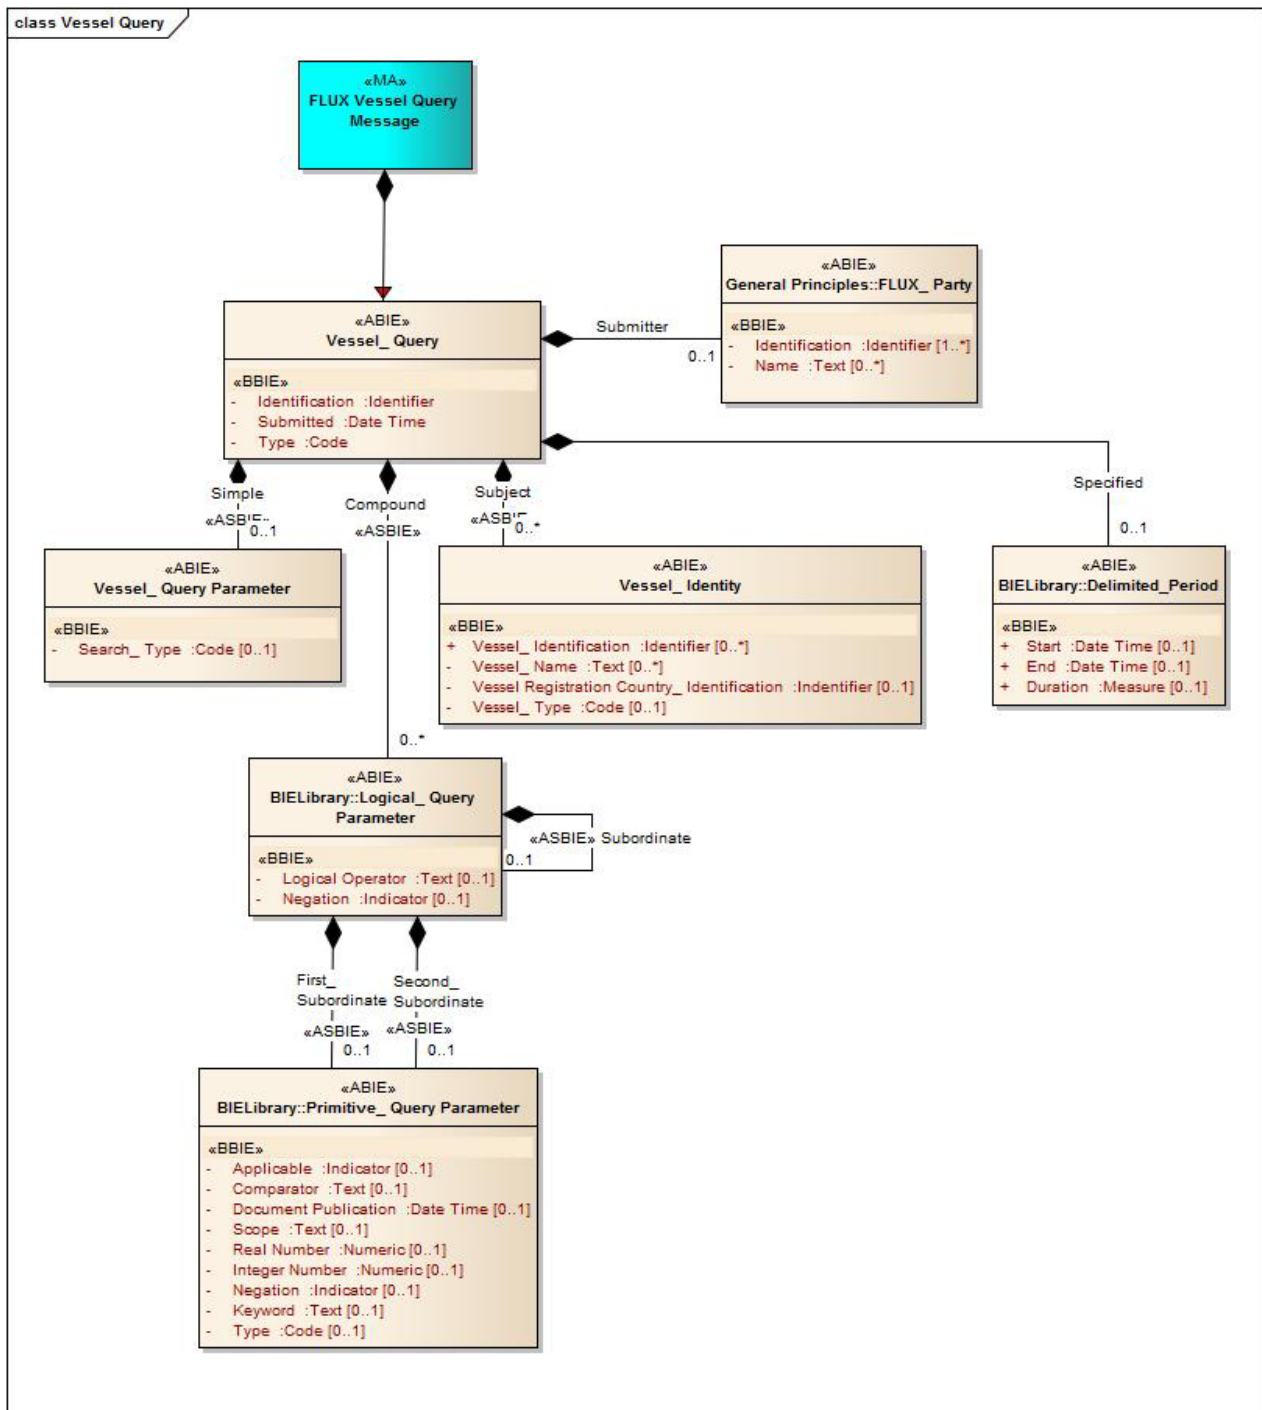 class Vessel Query
«MA»
FLUX Vessel Query
Message
«ABIE»
General Principles::FLUX_ Party
«BBIE»
- Identification :Identifier [1..*]
- Name :Text [0..*]
Submitter
0..1
«ABIE»
Vessel_ Query
«BBIE»
- Identification :Identifier
- Submitted :Date Time
- Type :Code
Simple
«ASBIE»
0..1
Compound
«ASBIE»
Subject
«ASBIE
0..*
Specified
0..1
«ABIE»
Vessel_ Query Parameter
«BBIE»
- Search_ Type :Code [0..1]
«ABIE»
Vessel_ Identity
«BBIE»
+ Vessel_ Identification :Identifier [0..*]
- Vessel_ Name :Text [0..*]
- Vessel Registration Country_ Identification :Indentifier [0..1]
- Vessel_ Type :Code [0..1]
«ABIE»
BIELibrary::Delimited_Period
«BBIE»
+ Start :Date Time [0..1]
+ End :Date Time [0..1]
+ Duration :Measure [0..1]
0..*
«ABIE»
BIELibrary::Logical_ Query
Parameter
«BBIE»
- Logical Operator :Text [0..1]
- Negation :Indicator [0..1]
«ASBIE» Subordinate
0..1
First_
Subordinate
«ASBIE»
0..1
Second_
Subordinate
«ASBIE»
0..1
«ABIE»
BIELibrary::Primitive_ Query Parameter
«BBIE»
- Applicable :Indicator [0..1]
- Comparator :Text [0..1]
- Document Publication :Date Time [0..1]
- Scope :Text [0..1]
- Real Number :Numeric [0..1]
- Integer Number :Numeric [0..1]
- Negation :Indicator [0..1]
- Keyword :Text [0..1]
- Type :Code [0..1]